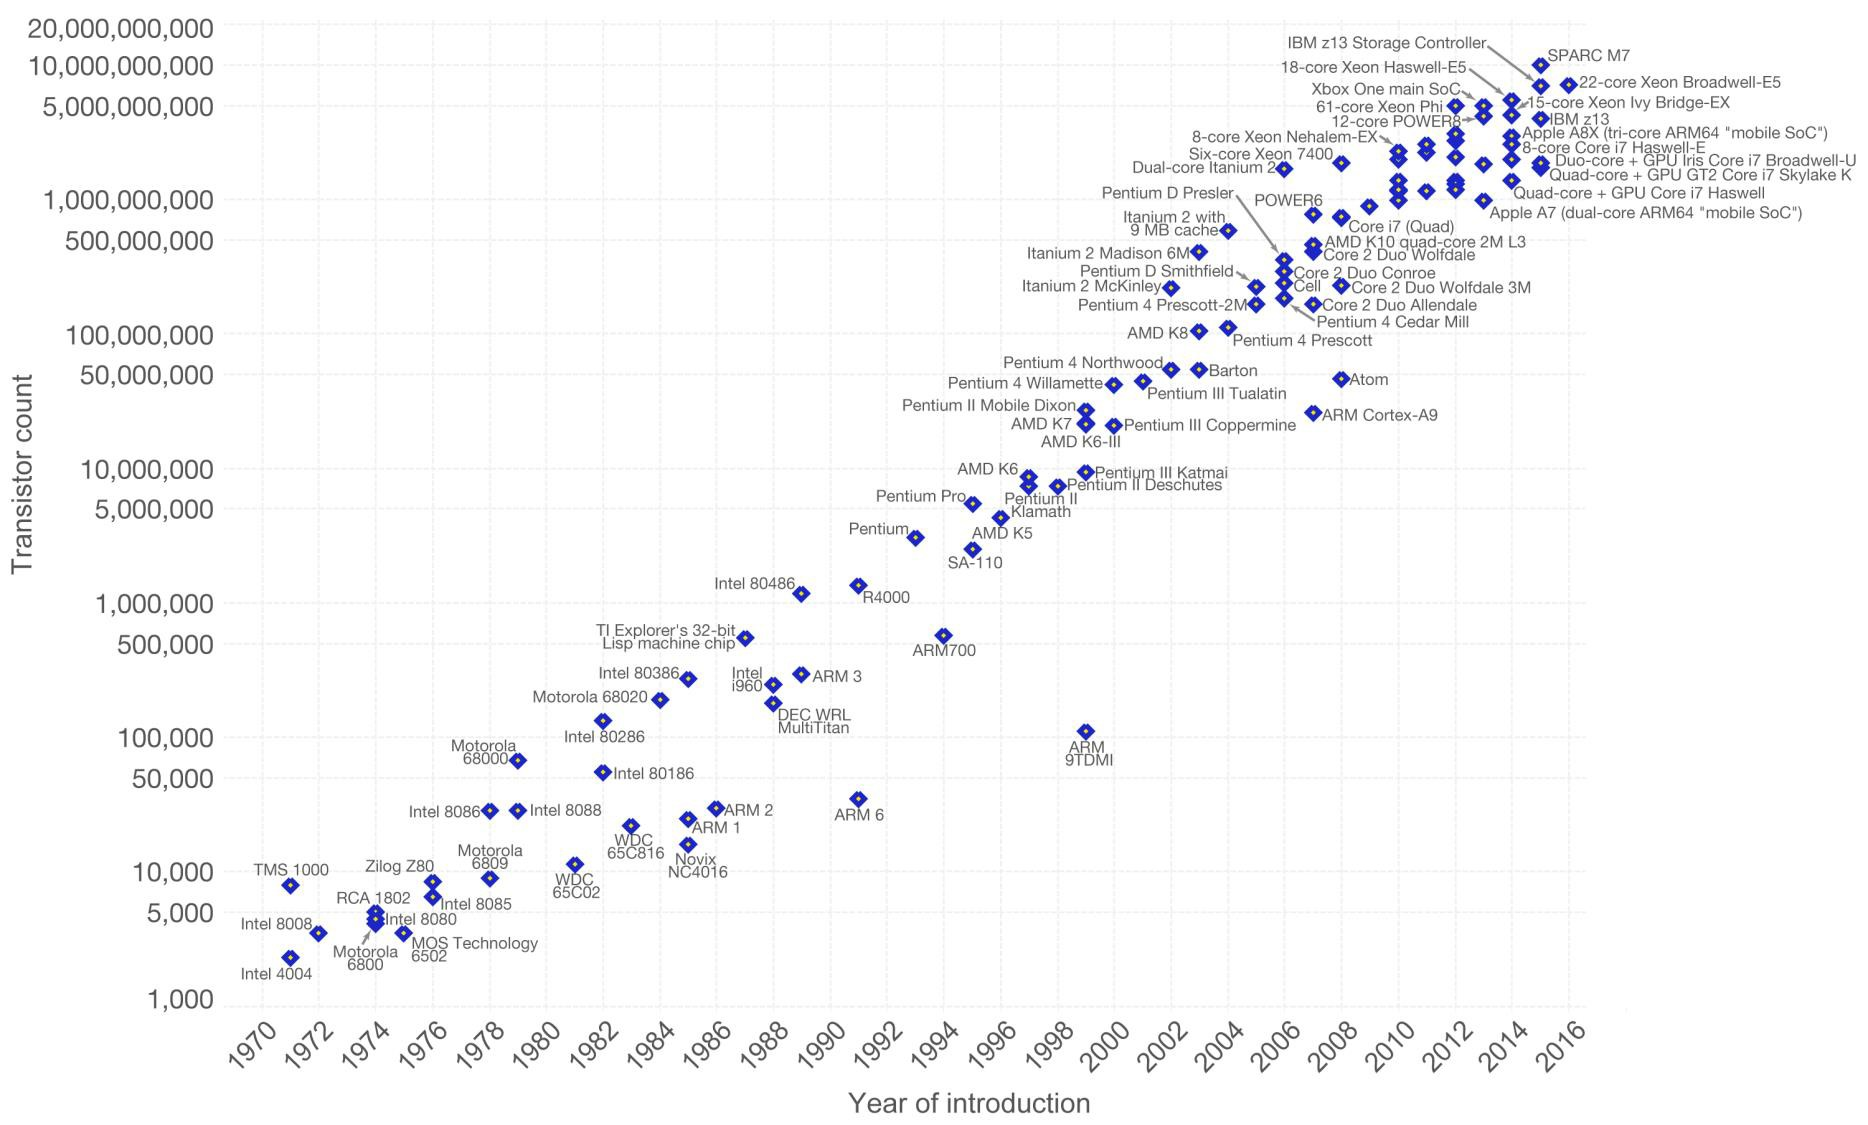 20,000,000,000
10,000,000,000
5,000,000,000
1,000,000,000
500,000,000
100,000,000
50,000,000
10,000,000
5,000,000
1,000,000
500,000
100,000
50,000
10,000
5,000
1,000
Transistor count
IBM z13 Storage Controller
SPARC M7
18-core Xeon Haswell-E5
22-core Xeon Broadwell-E5
Xbox One main SoC
61-core Xeon Phi
15-core Xeon Ivy Bridge-EX
12-core POWER8
IBM z13
8-core Xeon Nehalem-EX
Apple A8X (tri-core ARM64 "mobile SoC")
Six-core Xeon 7400
8-core Core i7 Haswell-E
Dual-core Itanium 2
Duo-core + GPU Iris Core i7 Broadwell-U
Quad-core + GPU GT2 Core i7 Skylake K
Pentium D Presler
POWER6
Quad-core + GPU Core i7 Haswell
Apple A7 (dual-core ARM64 "mobile SoC")
Itanium 2 with
9 MB cache
Core i7 (Quad)
AMD K10 quad-core 2M L3
Itanium 2 Madison 6M
Core 2 Duo Wolfdale
Pentium D Smithfield
Core 2 Duo Conroe
Itanium 2 McKinley
Cell
Core 2 Duo Wolfdale 3M
Pentium 4 Prescott-2M
Core 2 Duo Allendale
Pentium 4 Cedar Mill
AMD K8
Pentium 4 Prescott
Pentium 4 Northwood
Barton
Pentium 4 Willamette
Atom
Pentium III Tualatin
Pentium II Mobile Dixon
ARM Cortex-A9
AMD K7
Pentium III Coppermine
AMD K6-III
AMD K6
Pentium III Katmai
Pentium II Deschutes
Pentium Pro
Pentium II
Klamath
Pentium
AMD K5
SA-110
Intel 80486
R4000
TI Explorer's 32-bit
Lisp machine chip
ARM700
Intel 80386
Intel
i960
ARM 3
Motorola 68020
DEC WRL
MultiTitan
Intel 80286
Motorola
68000
ARM
9TDMI
Intel 80186
Intel 8086
Intel 8088
ARM 2
ARM 6
ARM 1
WDC
65C816
Novix
NC4016
Motorola
6809
Zilog Z80
TMS 1000
WDC
65C02
RCA 1802
Intel 8085
Intel 8008
Intel 8080
MOS Technology
6502
Motorola
6800
Intel 4004
1970
1972
1974
1976
1978
1980
1982
1984
1986
1988
1990
1992
1994
1996
1998
2000
2002
2004
2006
2008
2010
2012
2014
2016
Year of introduction